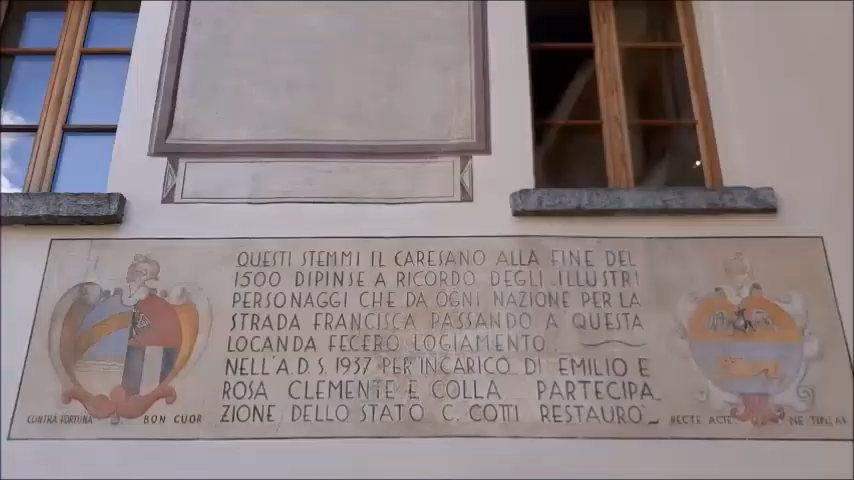 QUESTI STEMMI IL CARESANO ALLA FINE DEL
1500 DIPINSE A RICORDO DEGLI ILLUSTRI
PERSONAGGI CHE DA OGNI NAZIONE PER LA
STRADA FRANCISCA PASSANDO A QUESTA
LOCANDA FECERO LOGIAMENTO
NELL'A.D.S. 1937 PER INCARICO DI EMILIO E
ROSA CLEMENTE E COLLA PARTECIPA_
ZIONE DELLO STATO C. COTTI RESTAURO'_
CONTRA FORTUNA BON CUOR
RECTE ACTE NE TIMEAS